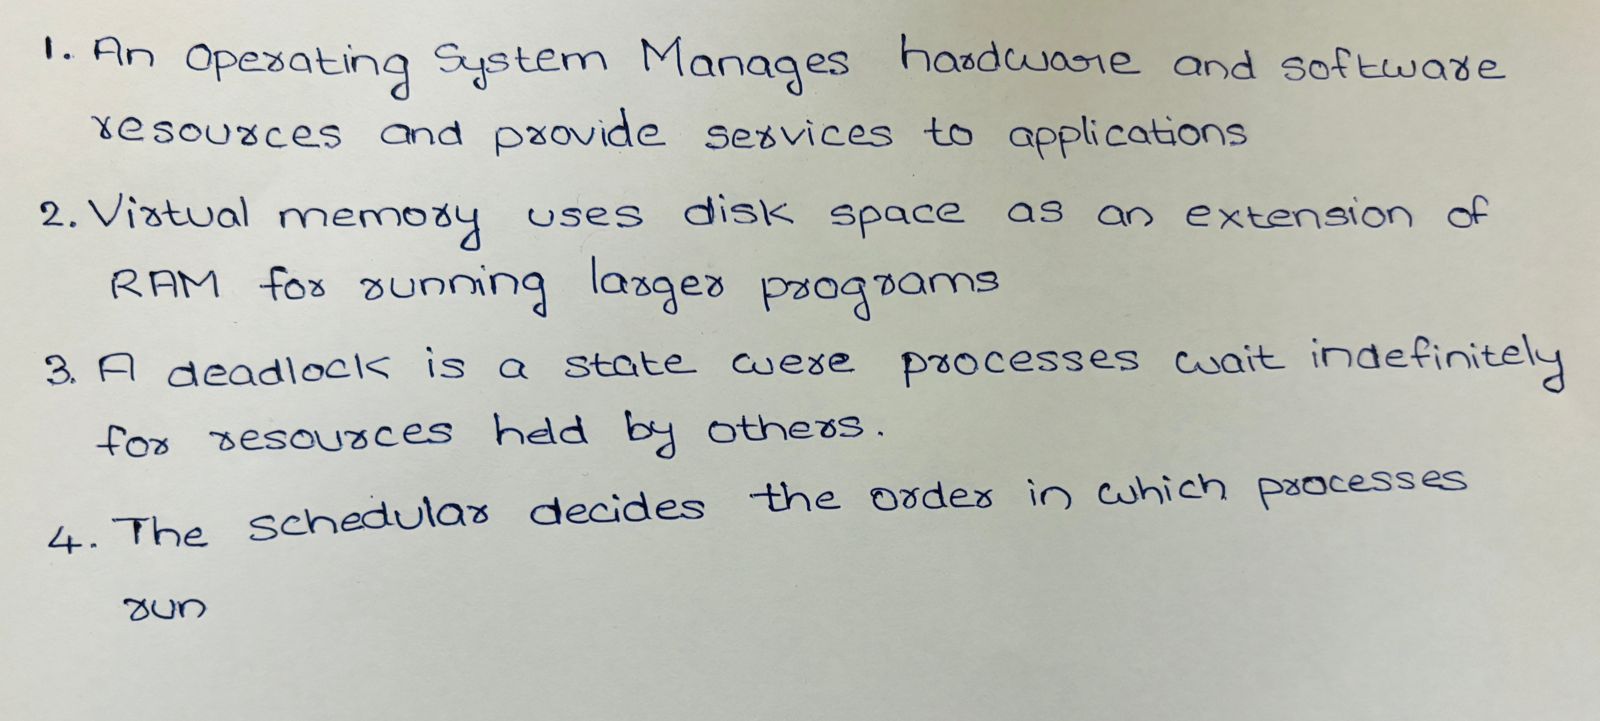 1. An Operating System Manages hardware and software
resources and provide services to applications
2. Virtual memory uses disk space as an extension of
RAM for running larger programs
3. A deadlock is a state were processes wait indefinitely
for resources held by others.
4. The schedular decides the order in which processes
run